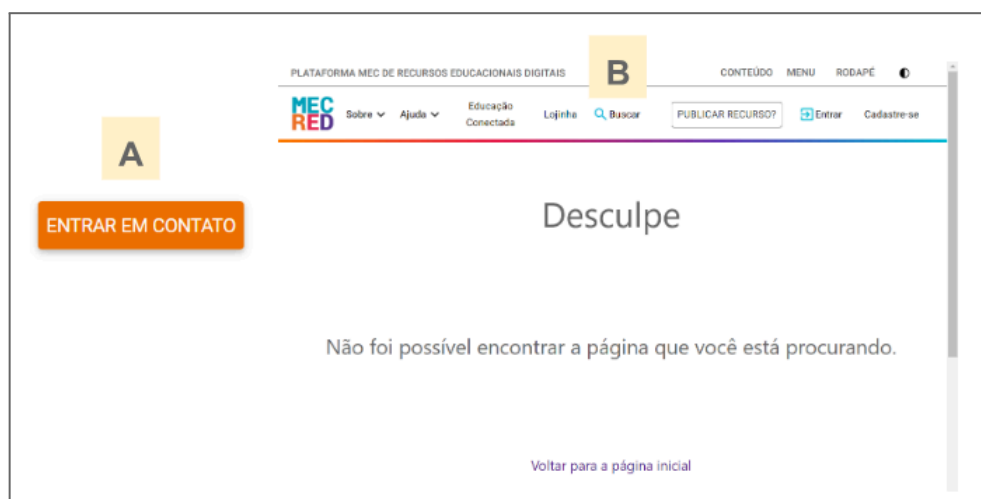 A
ENTRAR EM CONTATO
B
PLATAFORMA MEC DE RECURSOS EDUCACIONAIS DIGITAIS CONTEÚDO MENU RODAPÉ
MEC RED Sobre Ajuda Educação Conectada Lojinha Buscar PUBLICAR RECURSO? Entrar Cadastre-se
Desculpe
Não foi possível encontrar a página que você está procurando.
Voltar para a página inicial